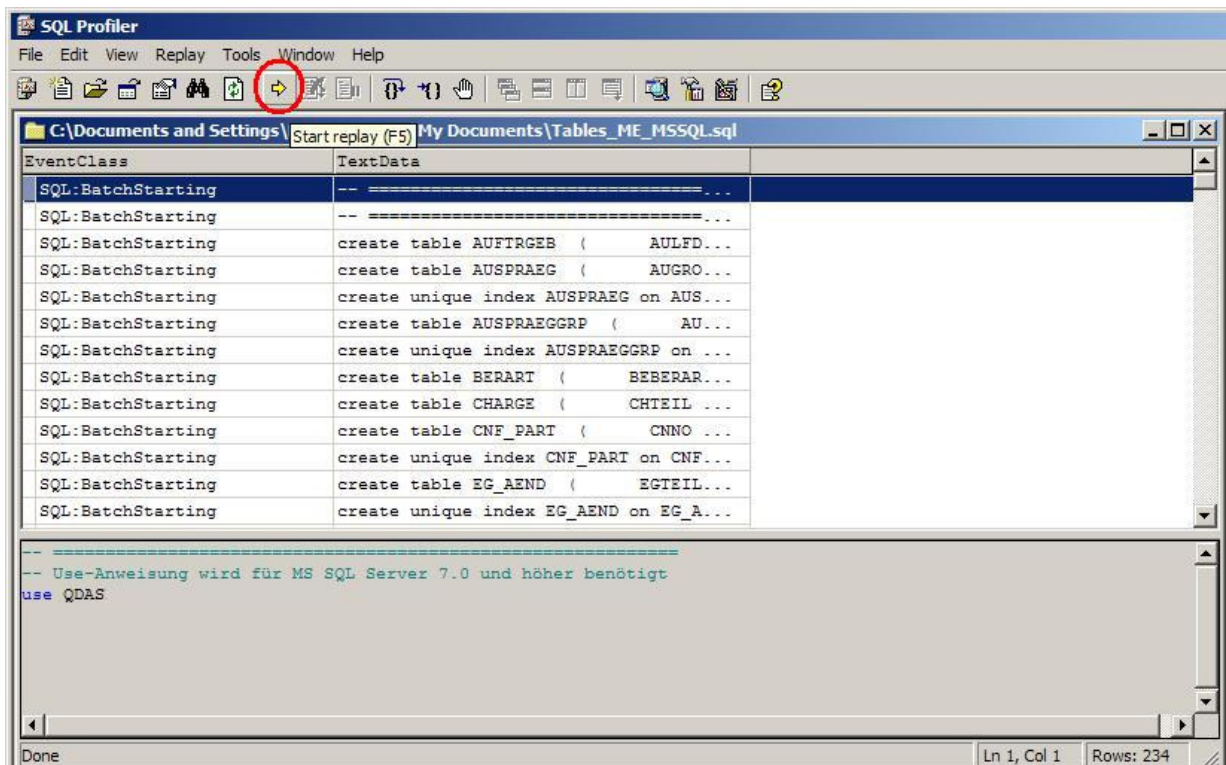 SQL Profiler
File Edit View Replay Tools Window Help
C:\Documents and Settings\ My Documents\Tables_ME_MSSQL.sql
Start replay (F5)
EventClass TextData
SQL:BatchStarting -- ================================...
SQL:BatchStarting -- ================================...
SQL:BatchStarting create table AUFTRGEB ( AULFD...
SQL:BatchStarting create table AUSPRAEG ( AUGRO...
SQL:BatchStarting create unique index AUSPRAEG on AUS...
SQL:BatchStarting create table AUSPRAEGGRP ( AU...
SQL:BatchStarting create unique index AUSPRAEGGRP on ...
SQL:BatchStarting create table BERART ( BEBERAR...
SQL:BatchStarting create table CHARGE ( CHTEIL ...
SQL:BatchStarting create table CNF_PART ( CNNO ...
SQL:BatchStarting create unique index CNF_PART on CNF...
SQL:BatchStarting create table EG_AEND ( EGTEIL...
SQL:BatchStarting create unique index EG_AEND on EG_A...
-- ============================================================
-- Use-Anweisung wird für MS SQL Server 7.0 und höher benötigt
use QDAS
Done Ln 1, Col 1 Rows: 234